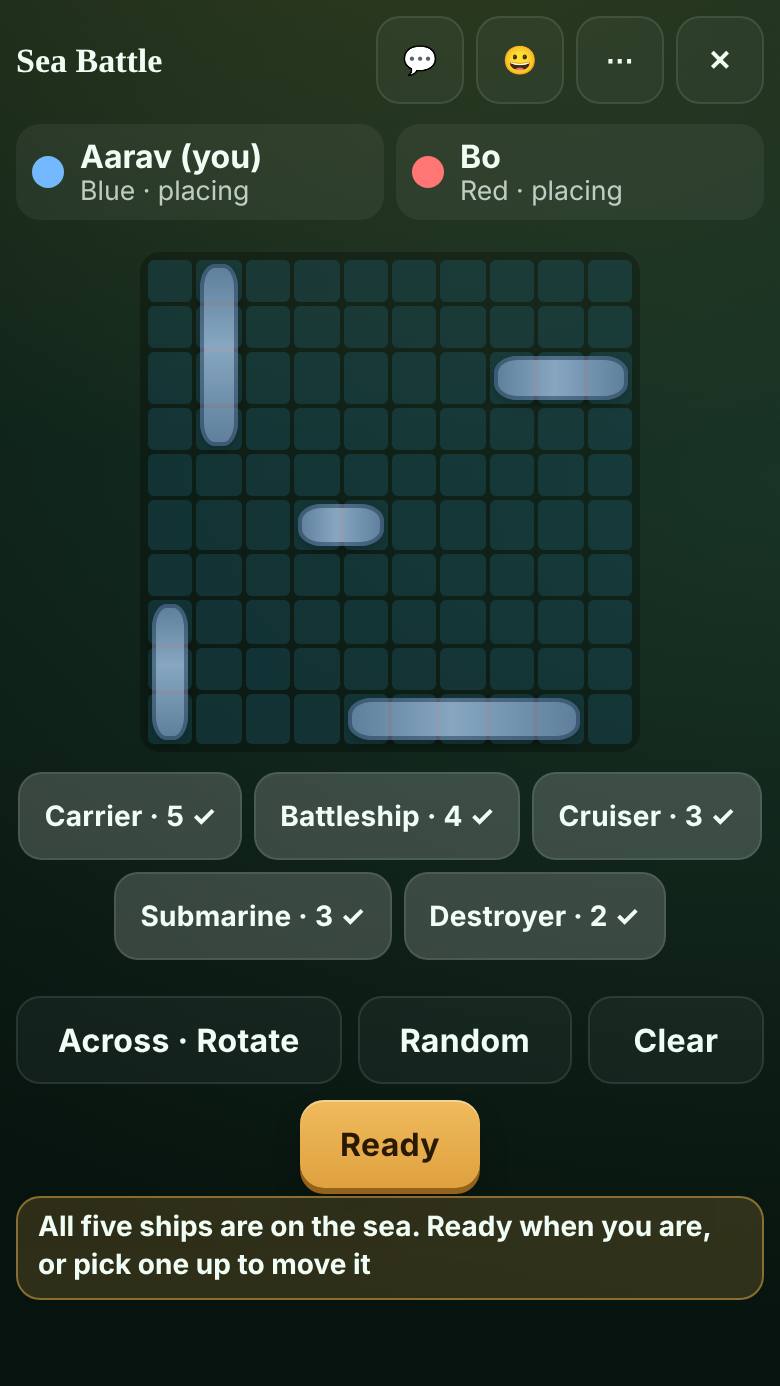 Sea Battle
Aarav (you)
Blue · placing
Bo
Red · placing
Carrier · 5 ✓
Battleship · 4 ✓
Cruiser · 3 ✓
Submarine · 3 ✓
Destroyer · 2 ✓
Across · Rotate
Random
Clear
Ready
All five ships are on the sea. Ready when you are,
or pick one up to move it